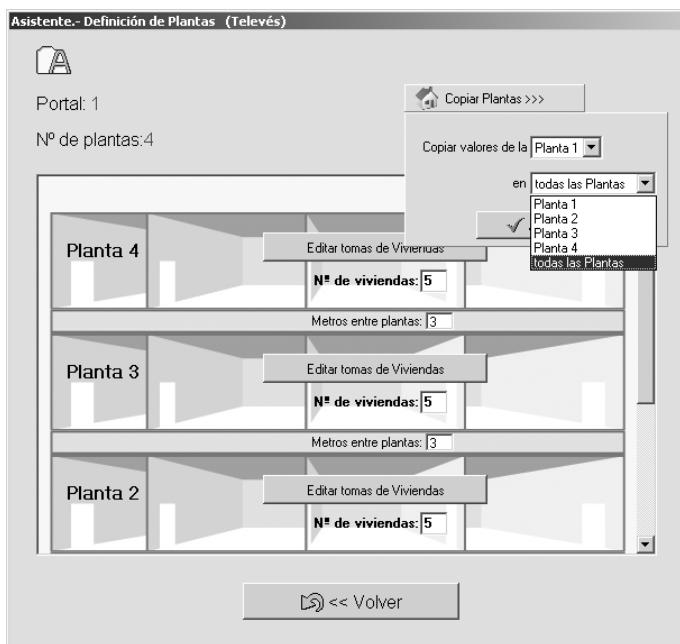 Asistente.- Definición de Plantas (Televés)
Portal: 1
Nº de plantas:4
Copiar Plantas >>>
Copiar valores de la Planta 1
en todas las Plantas
Planta 1
Planta 2
Planta 3
Planta 4
todas las Plantas
Planta 4
Editar tomas de Viviendas
Nº de viviendas: 5
Metros entre plantas: 3
Planta 3
Editar tomas de Viviendas
Nº de viviendas: 5
Metros entre plantas: 3
Planta 2
Editar tomas de Viviendas
Nº de viviendas: 5
<< Volver